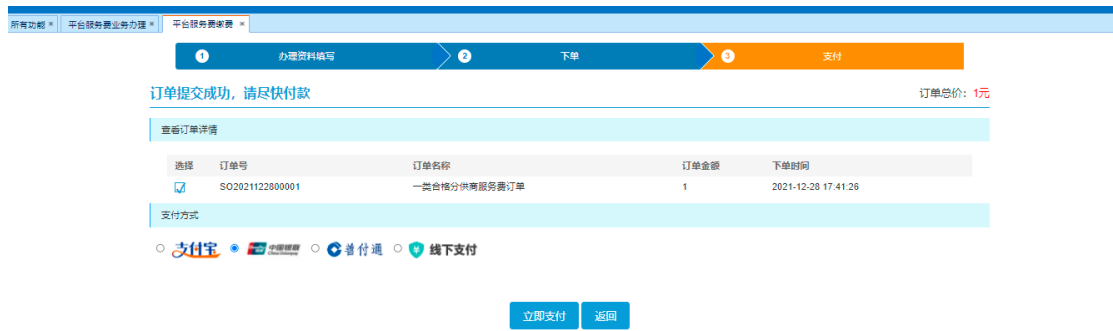 所有功能 × 平台服务费业务办理 × 平台服务费缴费 ×
1 办理资料填写 2 下单 3 支付
订单提交成功，请尽快付款 订单总价：1元
查看订单详情
选择 订单号 订单名称 订单金额 下单时间
SO2021122800001 一类合格分供商服务费订单 1 2021-12-28 17:41:26
支付方式
支付宝 UnionPay 中国银联 China Unionpay 善付通 线下支付
立即支付 返回